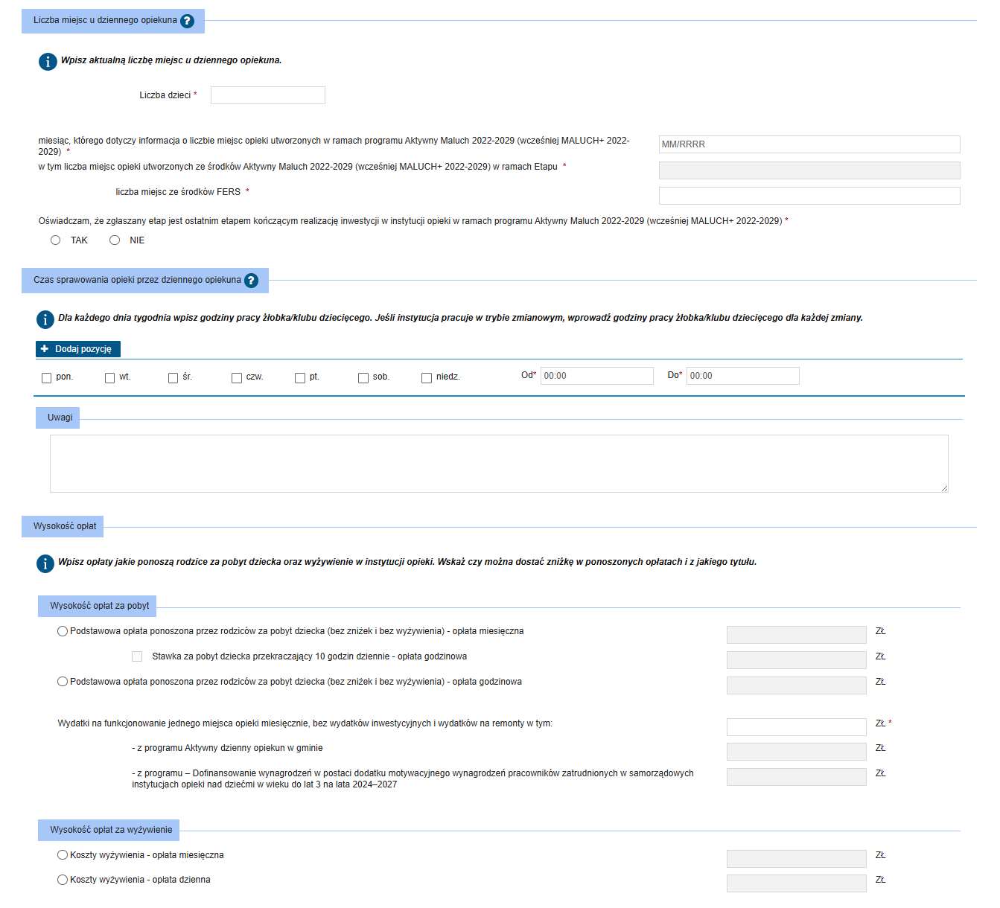 Liczba miejsc u dziennego opiekuna ?
i Wpisz aktualną liczbę miejsc u dziennego opiekuna.
Liczba dzieci *
miesiąc, którego dotyczy informacja o liczbie miejsc opieki utworzonych w ramach programu Aktywny Maluch 2022-2029 (wcześniej MALUCH+ 2022-
2029) *
MM/RRRR
w tym liczba miejsc opieki utworzonych ze środków Aktywny Maluch 2022-2029 (wcześniej MALUCH+ 2022-2029) w ramach Etapu *
liczba miejsc ze środków FERS *
Oświadczam, że zgłaszany etap jest ostatnim etapem kończącym realizację inwestycji w instytucji opieki w ramach programu Aktywny Maluch 2022-2029 (wcześniej MALUCH+ 2022-2029) *
TAK NIE
Czas sprawowania opieki przez dziennego opiekuna ?
i Dla każdego dnia tygodnia wpisz godziny pracy żłobka/klubu dziecięcego. Jeśli instytucja pracuje w trybie zmianowym, wprowadź godziny pracy żłobka/klubu dziecięcego dla każdej zmiany.
+ Dodaj pozycję
pon. wt. śr. czw. pt. sob. niedz. Od* 00:00 Do* 00:00
Uwagi
Wysokość opłat
i Wpisz opłaty jakie ponoszą rodzice za pobyt dziecka oraz wyżywienie w instytucji opieki. Wskaż czy można dostać zniżkę w ponoszonych opłatach i z jakiego tytułu.
Wysokość opłat za pobyt
Podstawowa opłata ponoszona przez rodziców za pobyt dziecka (bez zniżek i bez wyżywienia) - opłata miesięczna ZŁ
Stawka za pobyt dziecka przekraczający 10 godzin dziennie - opłata godzinowa ZŁ
Podstawowa opłata ponoszona przez rodziców za pobyt dziecka (bez zniżek i bez wyżywienia) - opłata godzinowa ZŁ
Wydatki na funkcjonowanie jednego miejsca opieki miesięcznie, bez wydatków inwestycyjnych i wydatków na remonty w tym: ZŁ *
- z programu Aktywny dzienny opiekun w gminie ZŁ
- z programu – Dofinansowanie wynagrodzeń w postaci dodatku motywacyjnego wynagrodzeń pracowników zatrudnionych w samorządowych ZŁ
instytucjach opieki nad dziećmi w wieku do lat 3 na lata 2024–2027
Wysokość opłat za wyżywienie
Koszty wyżywienia - opłata miesięczna ZŁ
Koszty wyżywienia - opłata dzienna ZŁ